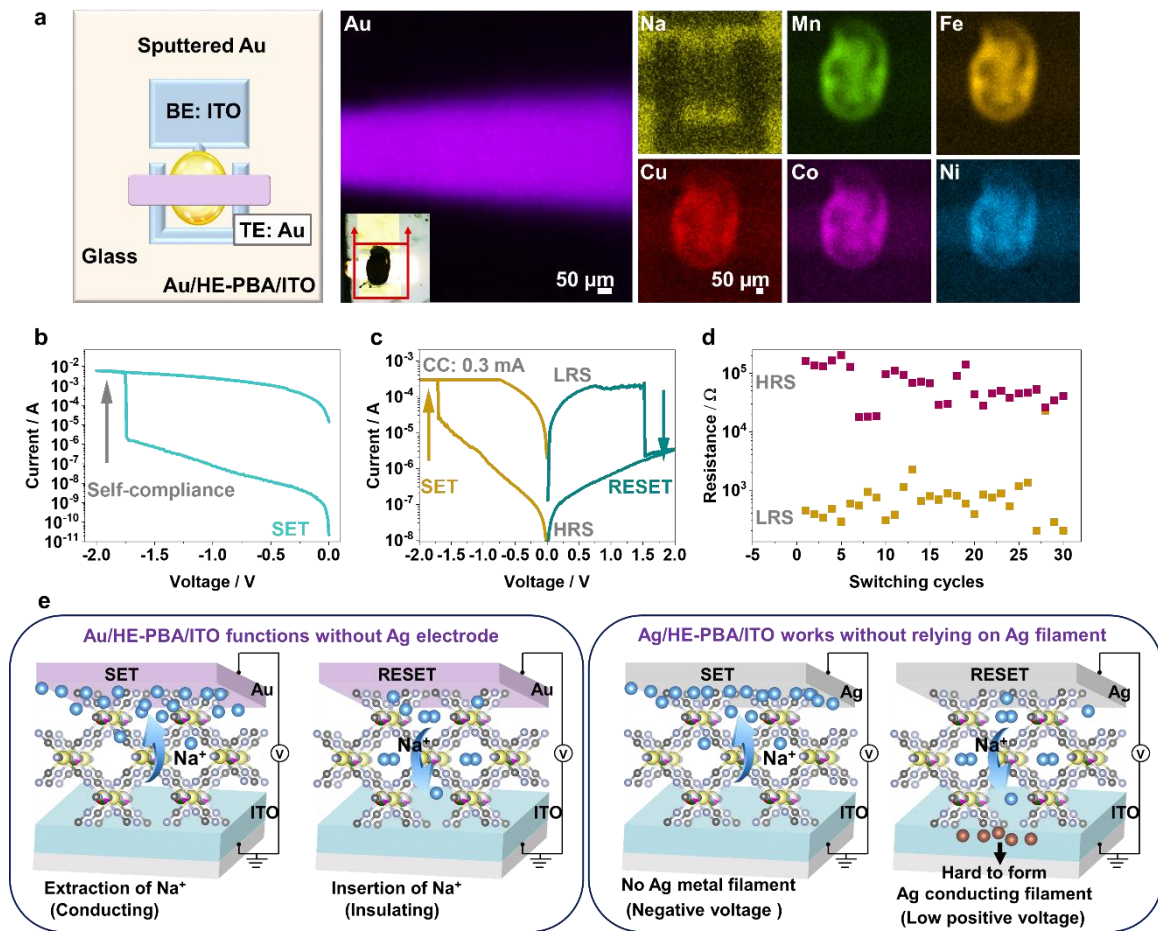 a
Sputtered Au
BE: ITO
TE: Au
Glass
Au/HE-PBA/ITO
Au
50 µm
Na
Mn
Fe
Cu
50 µm
Co
Ni
b
Current / A
10⁻²
10⁻³
10⁻⁴
10⁻⁵
10⁻⁶
10⁻⁷
10⁻⁸
10⁻⁹
10⁻¹⁰
10⁻¹¹
Self-compliance
SET
-2.0 -1.5 -1.0 -0.5 0.0
Voltage / V
c
Current / A
10⁻³
10⁻⁴
10⁻⁵
10⁻⁶
10⁻⁷
10⁻⁸
CC: 0.3 mA
LRS
SET
RESET
HRS
-2.0 -1.5 -1.0 -0.5 0.0 0.5 1.0 1.5 2.0
Voltage / V
d
Resistance / Ω
10⁵
10⁴
10³
HRS
LRS
-5 0 5 10 15 20 25 30
Switching cycles
e
Au/HE-PBA/ITO functions without Ag electrode
SET
Au
Na⁺
V
ITO
Extraction of Na⁺
(Conducting)
RESET
Au
Na⁺
V
ITO
Insertion of Na⁺
(Insulating)
Ag/HE-PBA/ITO works without relying on Ag filament
SET
Ag
Na⁺
V
ITO
No Ag metal filament
(Negative voltage )
RESET
Ag
Na⁺
V
ITO
Hard to form
Ag conducting filament
(Low positive voltage)